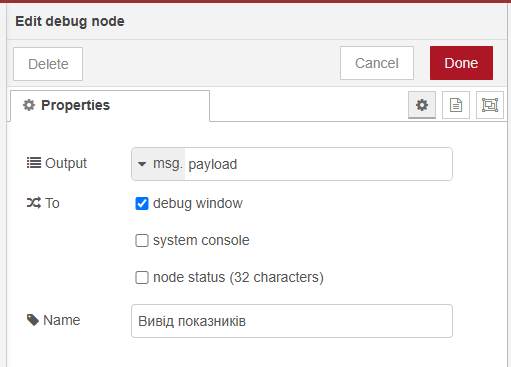 Edit debug node
Delete
Cancel
Done
Properties
Output
msg. payload
To
debug window
system console
node status (32 characters)
Name
Вивід показників